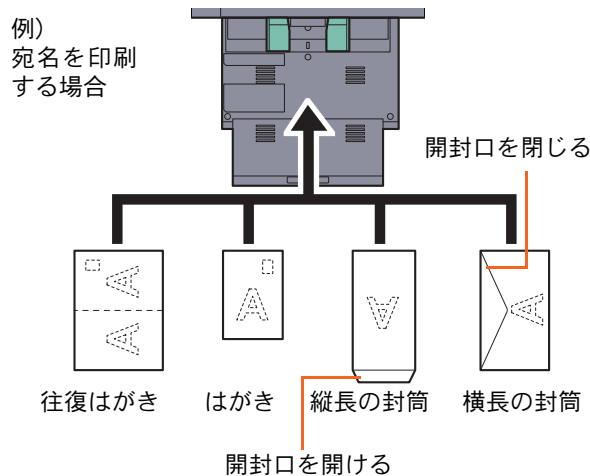 例）
宛名を印刷
する場合
開封口を閉じる
A
A
A
A
A
往復はがき
はがき
縦長の封筒
横長の封筒
開封口を開ける